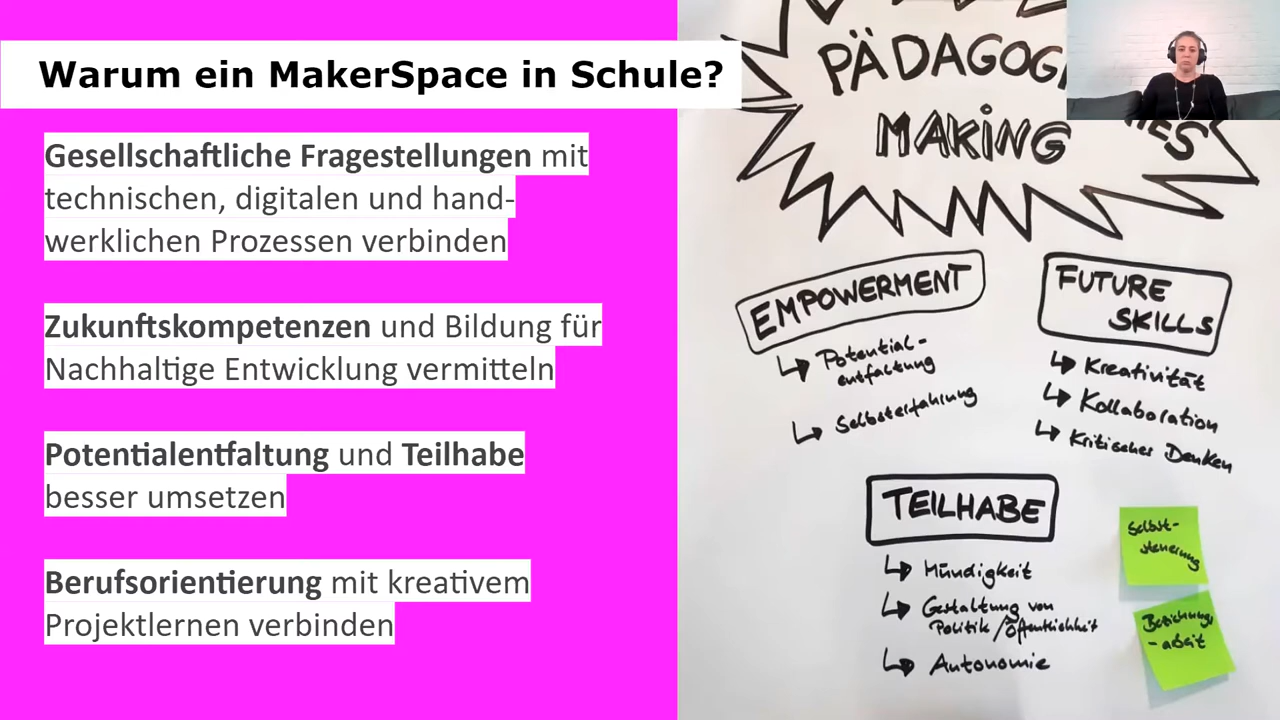 Warum ein MakerSpace in Schule?
Gesellschaftliche Fragestellungen mit
technischen, digitalen und hand-
werklichen Prozessen verbinden
Zukunftskompetenzen und Bildung für
Nachhaltige Entwicklung vermitteln
Potentialentfaltung und Teilhabe
besser umsetzen
Berufsorientierung mit kreativem
Projektlernen verbinden
PÄDAGOG
HES
MAKING
EMPOWERMENT
Potential-
entfaltung
Selbsterfahrung
FUTURE
SKILLS
Kreativität
Kollaboration
Kritisches Denken
TEILHABE
Mündigkeit
Gestaltung von
Politik/Öffentlichkeit
Autonomie
Selbst-
steuerung
Beziehungs
-arbeit